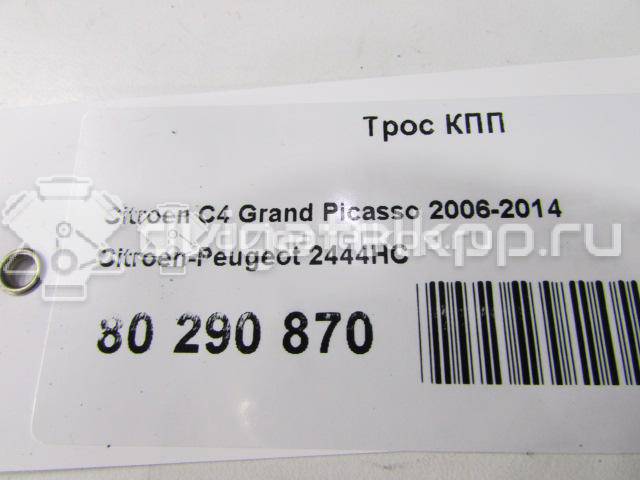 Трос КПП
Citroen C4 Grand Picasso 2006-2014
Citroen-Peugeot 2444HC
80 290 870